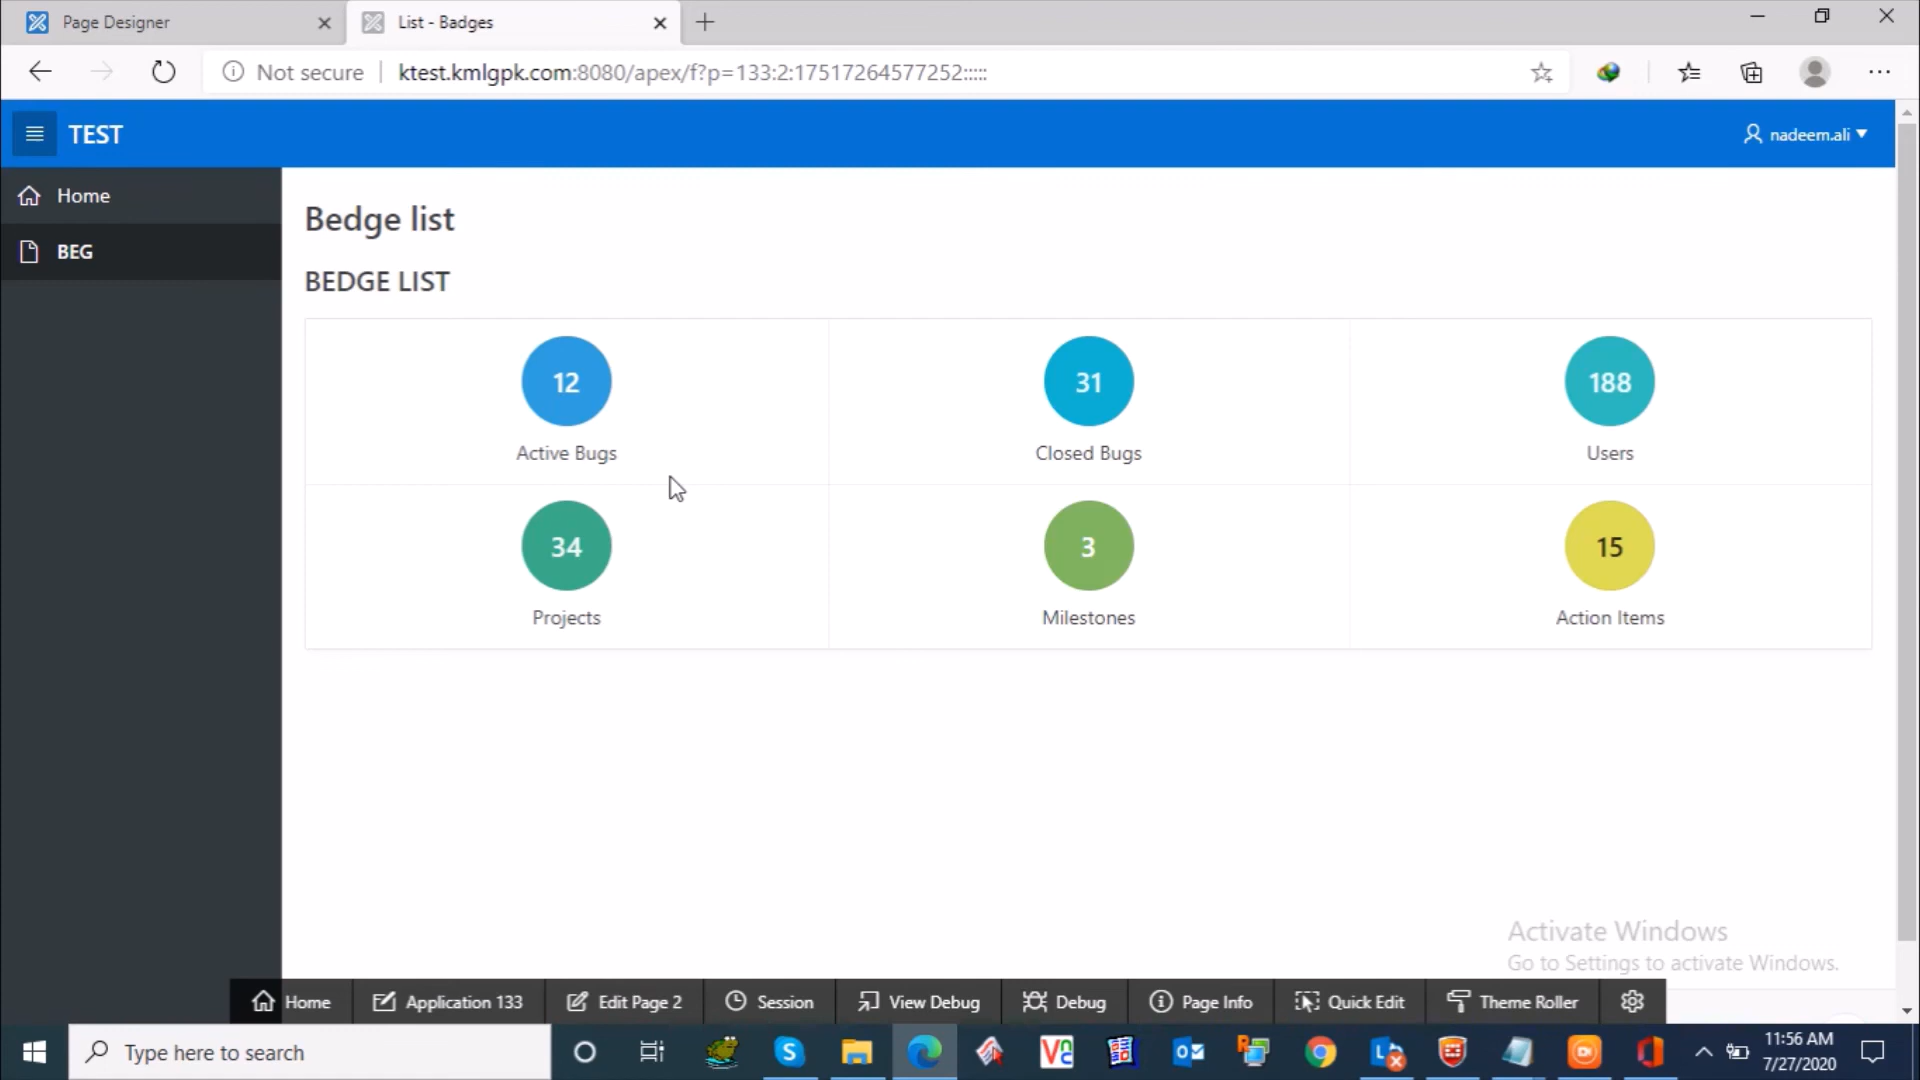 Page Designer
List - Badges
Not secure
ktest.kmlgpk.com:8080/apex/f?p=133:2:17517264577252:::::
TEST
nadeem.ali
Home
BEG
Bedge list
BEDGE LIST
12
31
188
Active Bugs
Closed Bugs
Users
34
3
15
Projects
Milestones
Action Items
Activate Windows
Go to Settings to activate Windows.
Home
Application 133
Edit Page 2
Session
View Debug
Debug
Page Info
Quick Edit
Theme Roller
Type here to search
11:56 AM
7/27/2020